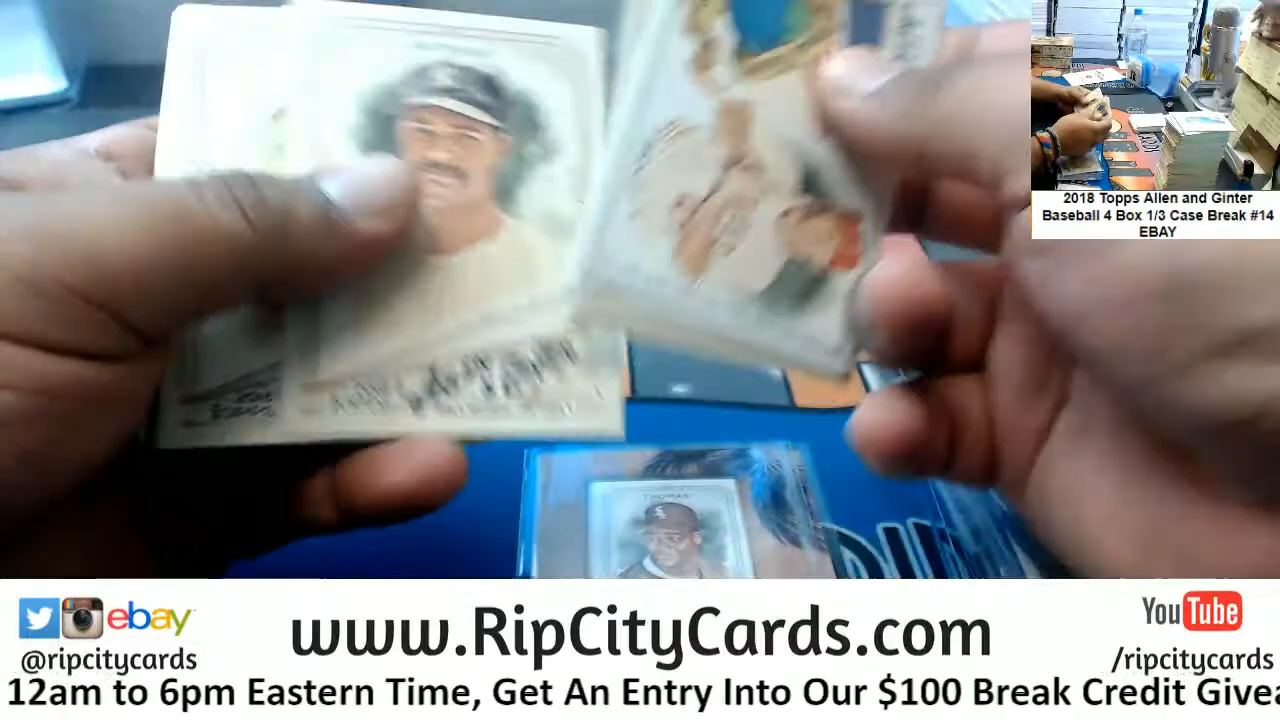 2018 Topps Allen and Ginter
Baseball 4 Box 1/3 Case Break #14
EBAY
THOMAS
ebay
@ripcitycards
www.RipCityCards.com
YouTube
/ripcitycards
12am to 6pm Eastern Time, Get An Entry Into Our $100 Break Credit Givea